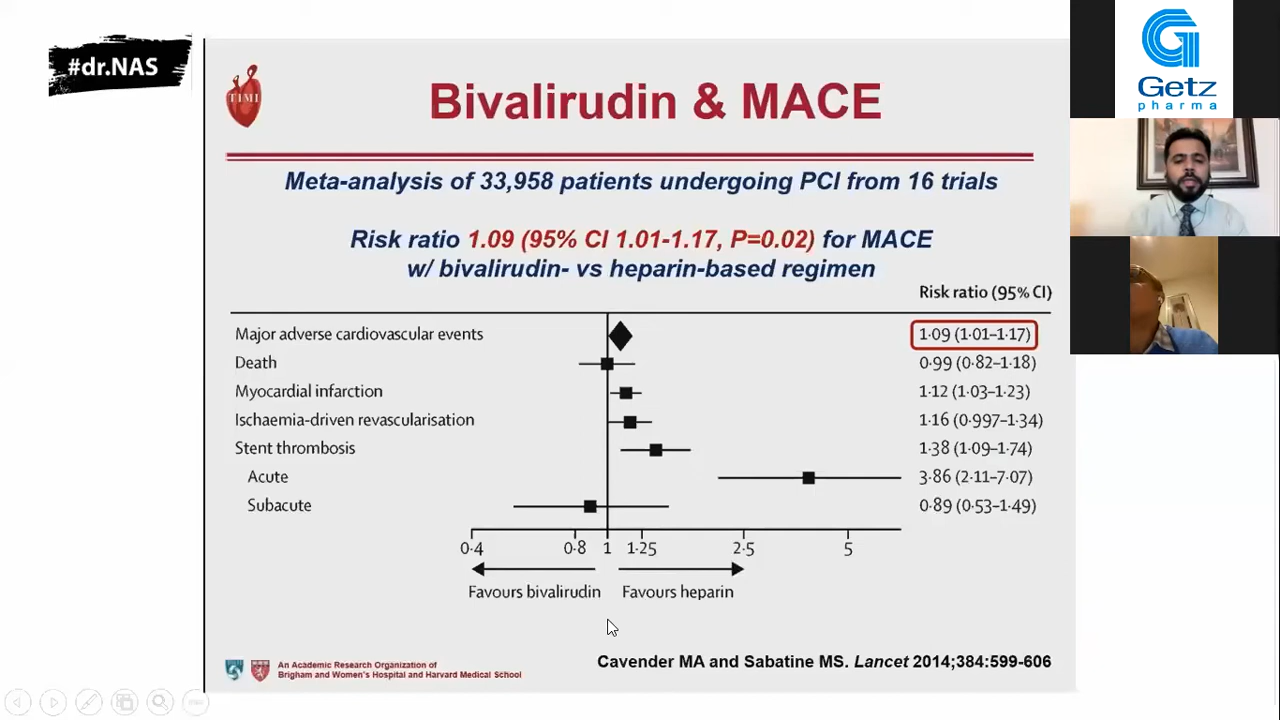 #dr.NAS
TIMI
Bivalirudin & MACE
Meta-analysis of 33,958 patients undergoing PCI from 16 trials
Risk ratio 1.09 (95% CI 1.01-1.17, P=0.02) for MACE
w/ bivalirudin- vs heparin-based regimen
Risk ratio (95% CI)
Major adverse cardiovascular events 1·09 (1·01–1·17)
Death 0·99 (0·82–1·18)
Myocardial infarction 1·12 (1·03–1·23)
Ischaemia-driven revascularisation 1·16 (0·997–1·34)
Stent thrombosis 1·38 (1·09–1·74)
Acute 3·86 (2·11–7·07)
Subacute 0·89 (0·53–1·49)
0·4 0·8 1 1·25 2·5 5
Favours bivalirudin Favours heparin
An Academic Research Organization of
Brigham and Women's Hospital and Harvard Medical School
Cavender MA and Sabatine MS. Lancet 2014;384:599-606
Getz
pharma